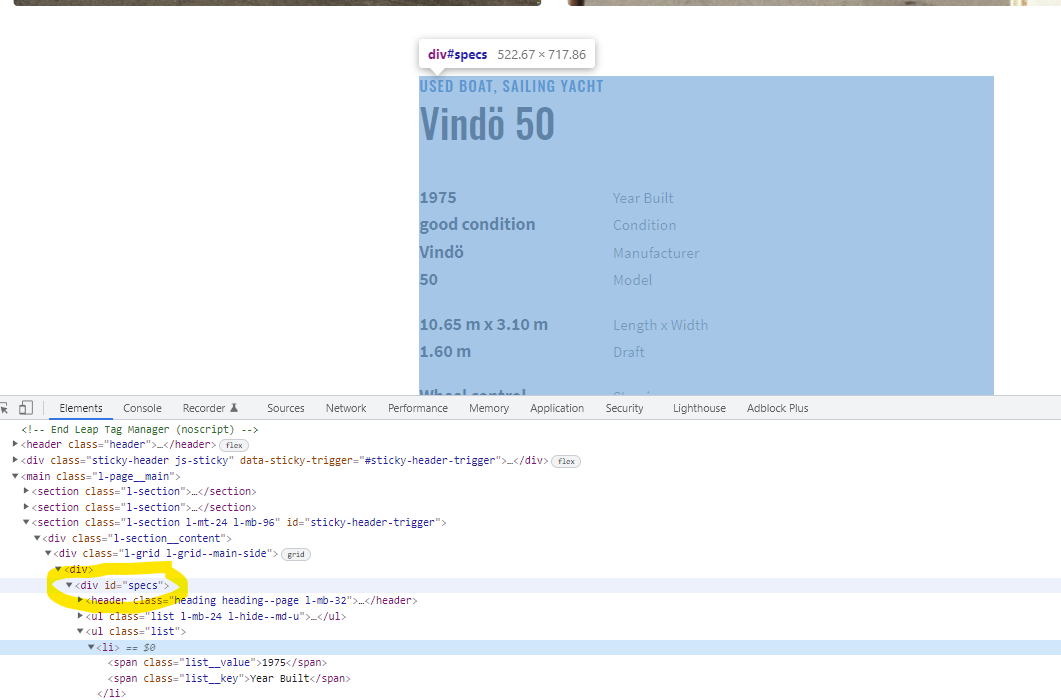 div#specs 522.67 × 717.86
USED BOAT, SAILING YACHT
Vindö 50
1975 Year Built
good condition Condition
Vindö Manufacturer
50 Model
10.65 m x 3.10 m Length x Width
1.60 m Draft
Wheel control
Elements Console Recorder Sources Network Performance Memory Application Security Lighthouse Adblock Plus
<!-- End Leap Tag Manager (noscript) -->
<header class="header">…</header> flex
<div class="sticky-header js-sticky" data-sticky-trigger="#sticky-header-trigger">…</div> flex
<main class="l-page__main">
<section class="l-section">…</section>
<section class="l-section">…</section>
<section class="l-section l-mt-24 l-mb-96" id="sticky-header-trigger">
<div class="l-section__content">
<div class="l-grid l-grid--main-side"> grid
<div>
<div id="specs">
<header class="heading heading--page l-mb-32">…</header>
<ul class="list l-mb-24 l-hide--md-u">…</ul>
<ul class="list">
<li> == $0
<span class="list__value">1975</span>
<span class="list__key">Year Built</span>
</li>